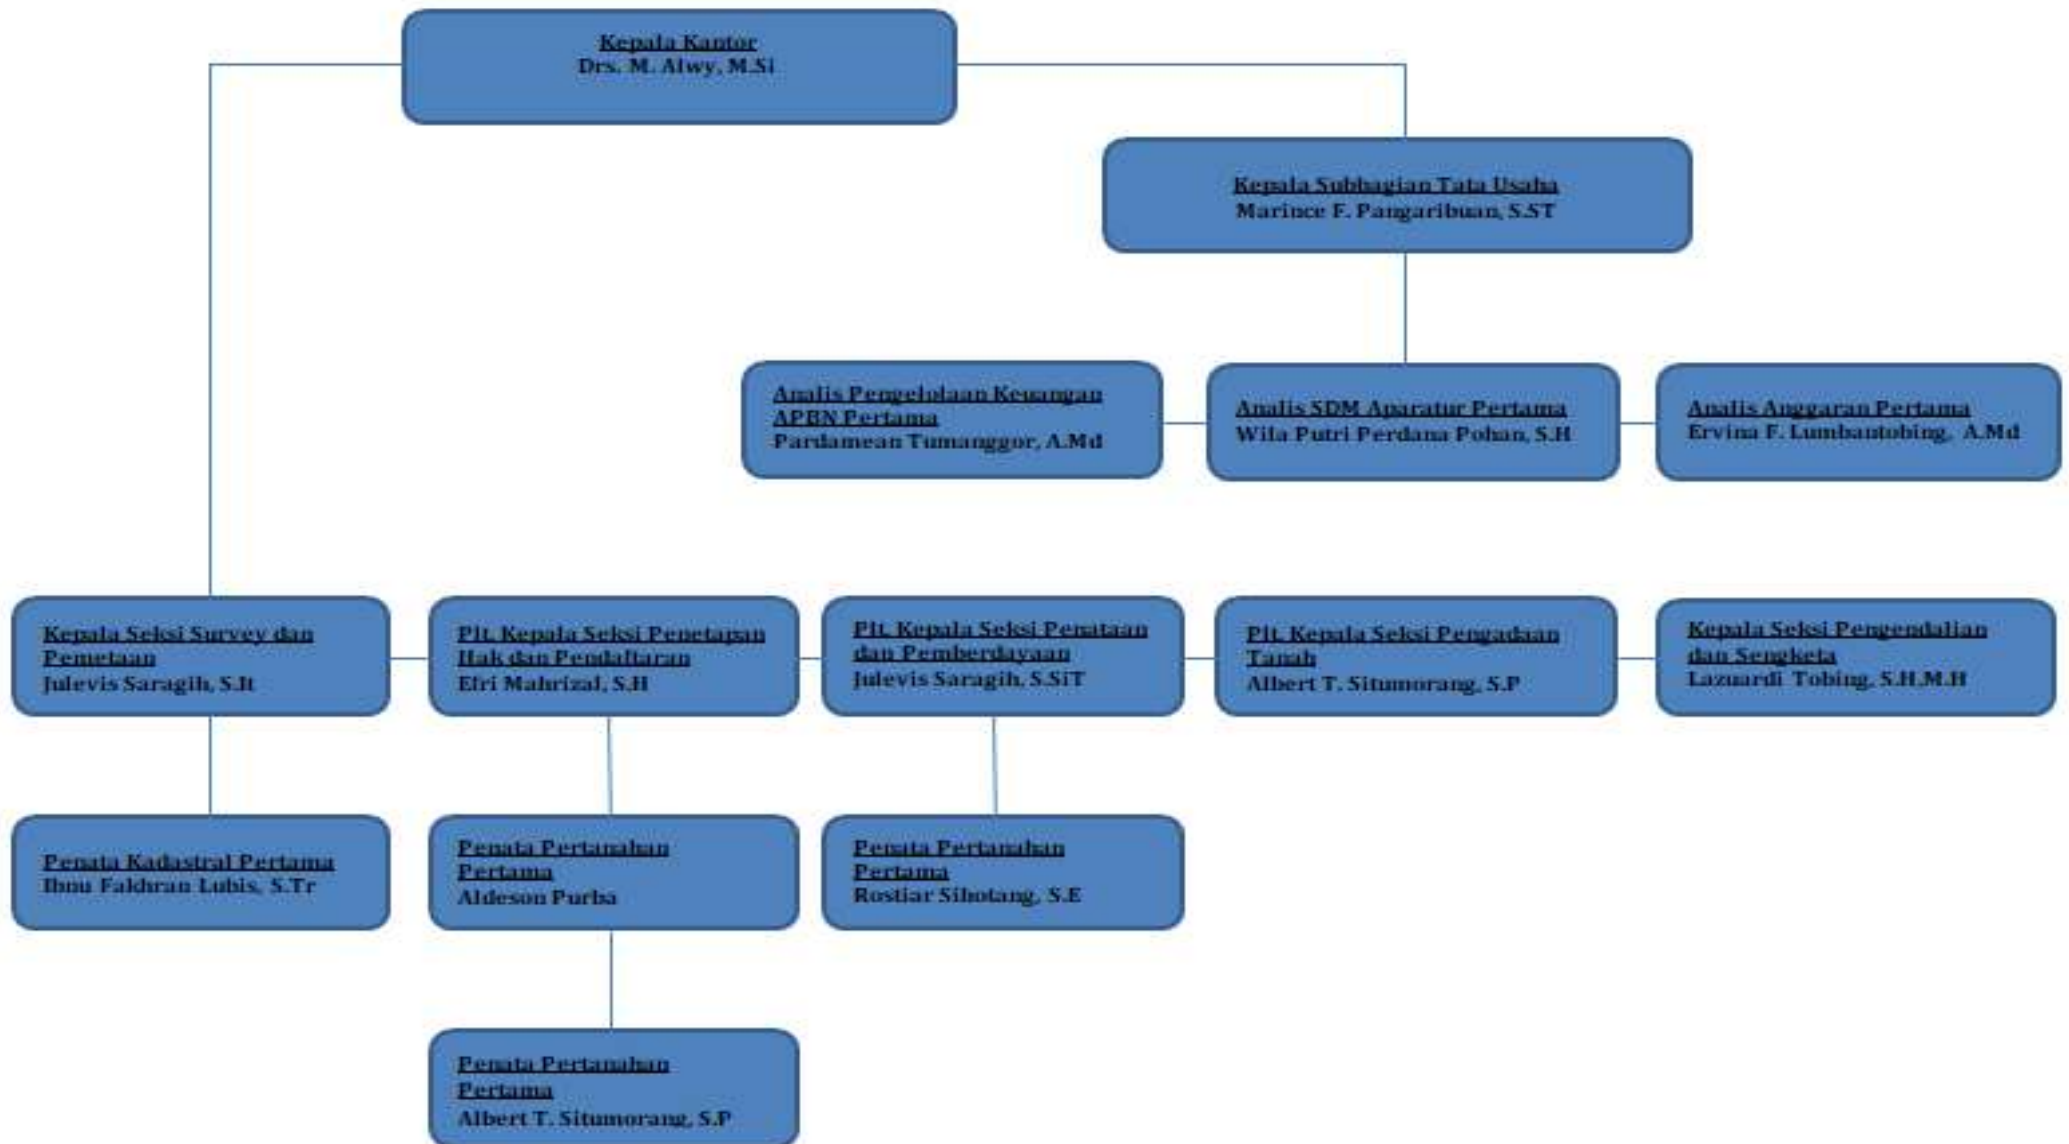 Kepala Kantor
Drs. M. Alwy, M.Si
Kepala Subbagian Tata Usaha
Marince F. Pangaribuan, S.ST
Analis Pengelolaan Keuangan
APBN Pertama
Pardamean Tumanggor, A.Md
Analis SDM Aparatur Pertama
Wila Putri Perdana Pohan, S.H
Analis Anggaran Pertama
Ervina F. Lumbantobing, A.Md
Kepala Seksi Survey dan
Pemetaan
Julevis Saragih, S.It
Plt. Kepala Seksi Penetapan
Hak dan Pendaftaran
Efri Mahrizal, S.H
Plt. Kepala Seksi Penataan
dan Pemberdayaan
Julevis Saragih, S.SiT
Plt. Kepala Seksi Pengadaan
Tanah
Albert T. Situmorang, S.P
Kepala Seksi Pengendalian
dan Sengketa
Lazuardi Tobing, S.H,M.H
Penata Kadastral Pertama
Ibnu Fakhran Lubis, S.Tr
Penata Pertanahan
Pertama
Aldeson Purba
Penata Pertanahan
Pertama
Rostiar Sihotang, S.E
Penata Pertanahan
Pertama
Albert T. Situmorang, S.P